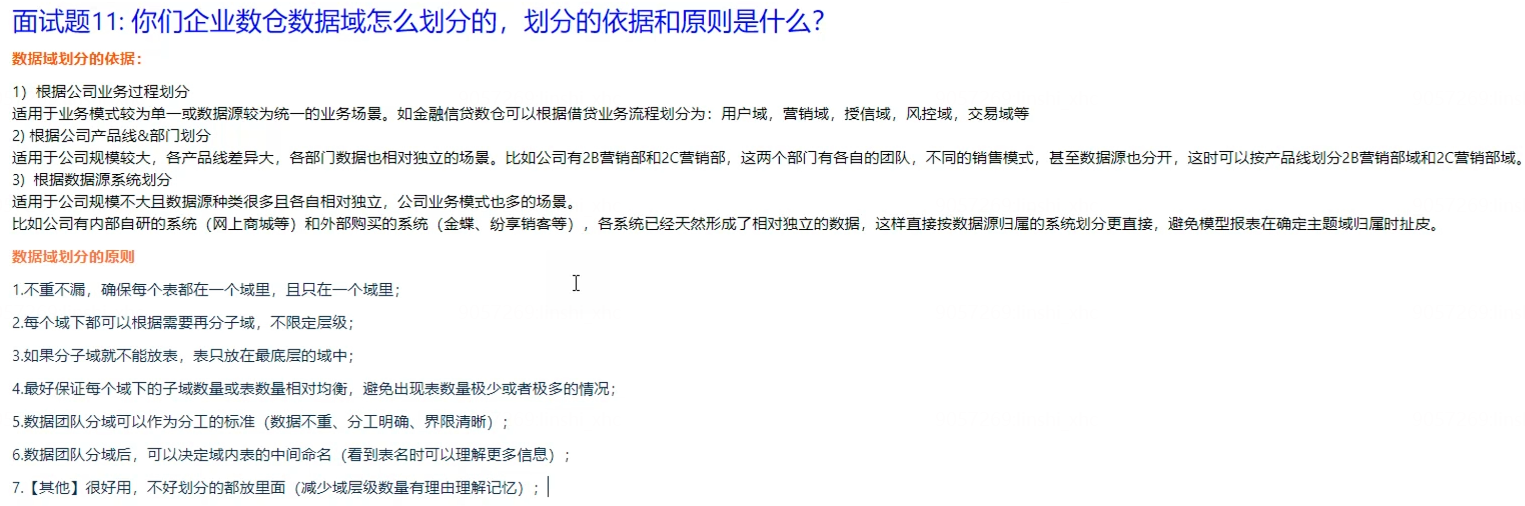 面试题11: 你们企业数仓数据域怎么划分的，划分的依据和原则是什么？
数据域划分的依据：
1）根据公司业务过程划分
适用于业务模式较为单一或数据源较为统一的业务场景。如金融信贷数仓可以根据借贷业务流程划分为：用户域，营销域，授信域，风控域，交易域等
2) 根据公司产品线&部门划分
适用于公司规模较大，各产品线差异大，各部门数据也相对独立的场景。比如公司有2B营销部和2C营销部，这两个部门有各自的团队，不同的销售模式，甚至数据源也分开，这时可以按产品线划分2B营销部域和2C营销部域。
3）根据数据源系统划分
适用于公司规模不大且数据源种类很多且各自相对独立，公司业务模式也多的场景。
比如公司有内部自研的系统（网上商城等）和外部购买的系统（金蝶、纷享销客等），各系统已经天然形成了相对独立的数据，这样直接按数据源归属的系统划分更直接，避免模型报表在确定主题域归属时扯皮。
数据域划分的原则
1.不重不漏，确保每个表都在一个域里，且只在一个域里；
2.每个域下都可以根据需要再分子域，不限定层级；
3.如果分子域就不能放表，表只放在最底层的域中；
4.最好保证每个域下的子域数量或表数量相对均衡，避免出现表数量极少或者极多的情况；
5.数据团队分域可以作为分工的标准（数据不重、分工明确、界限清晰）；
6.数据团队分域后，可以决定域内表的中间命名（看到表名时可以理解更多信息）；
7.【其他】很好用，不好划分的都放里面（减少域层级数量有理由理解记忆）；